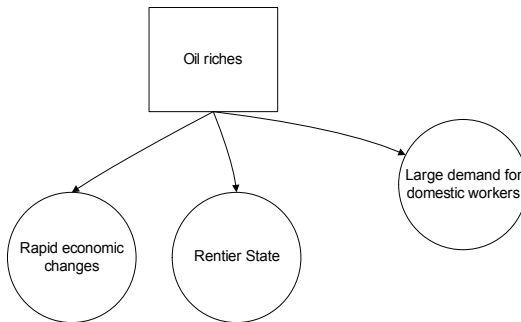 Oil riches
Large demand for
domestic workers
Rapid economic
changes
Rentier State